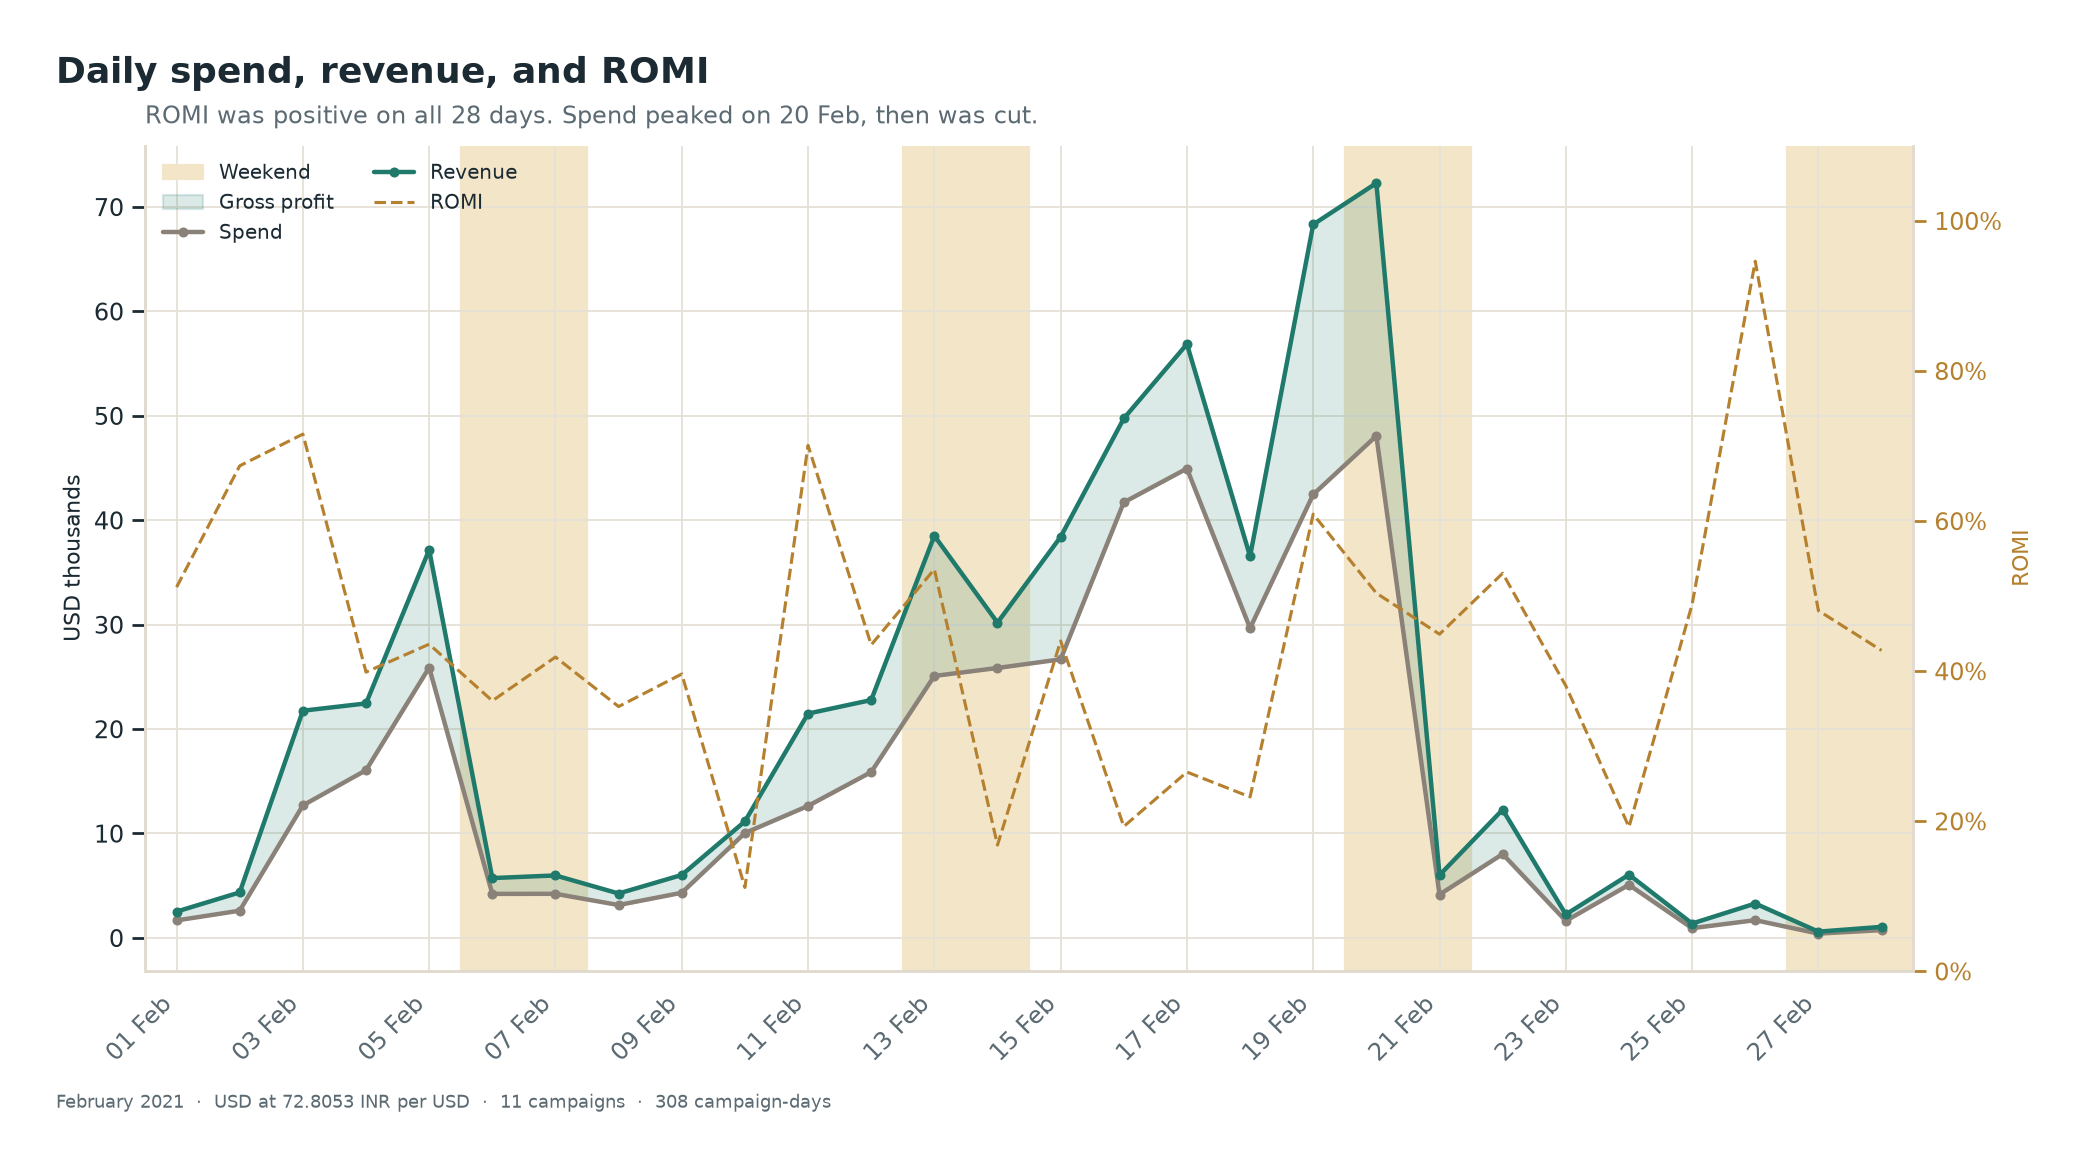 Daily spend, revenue, and ROMI
ROMI was positive on all 28 days. Spend peaked on 20 Feb, then was cut.
Weekend
Gross profit
Spend
Revenue
ROMI
USD thousands
70
60
50
40
30
20
10
0
100%
80%
60%
40%
20%
0%
ROMI
01 Feb
03 Feb
05 Feb
07 Feb
09 Feb
11 Feb
13 Feb
15 Feb
17 Feb
19 Feb
21 Feb
23 Feb
25 Feb
27 Feb
February 2021 · USD at 72.8053 INR per USD · 11 campaigns · 308 campaign-days